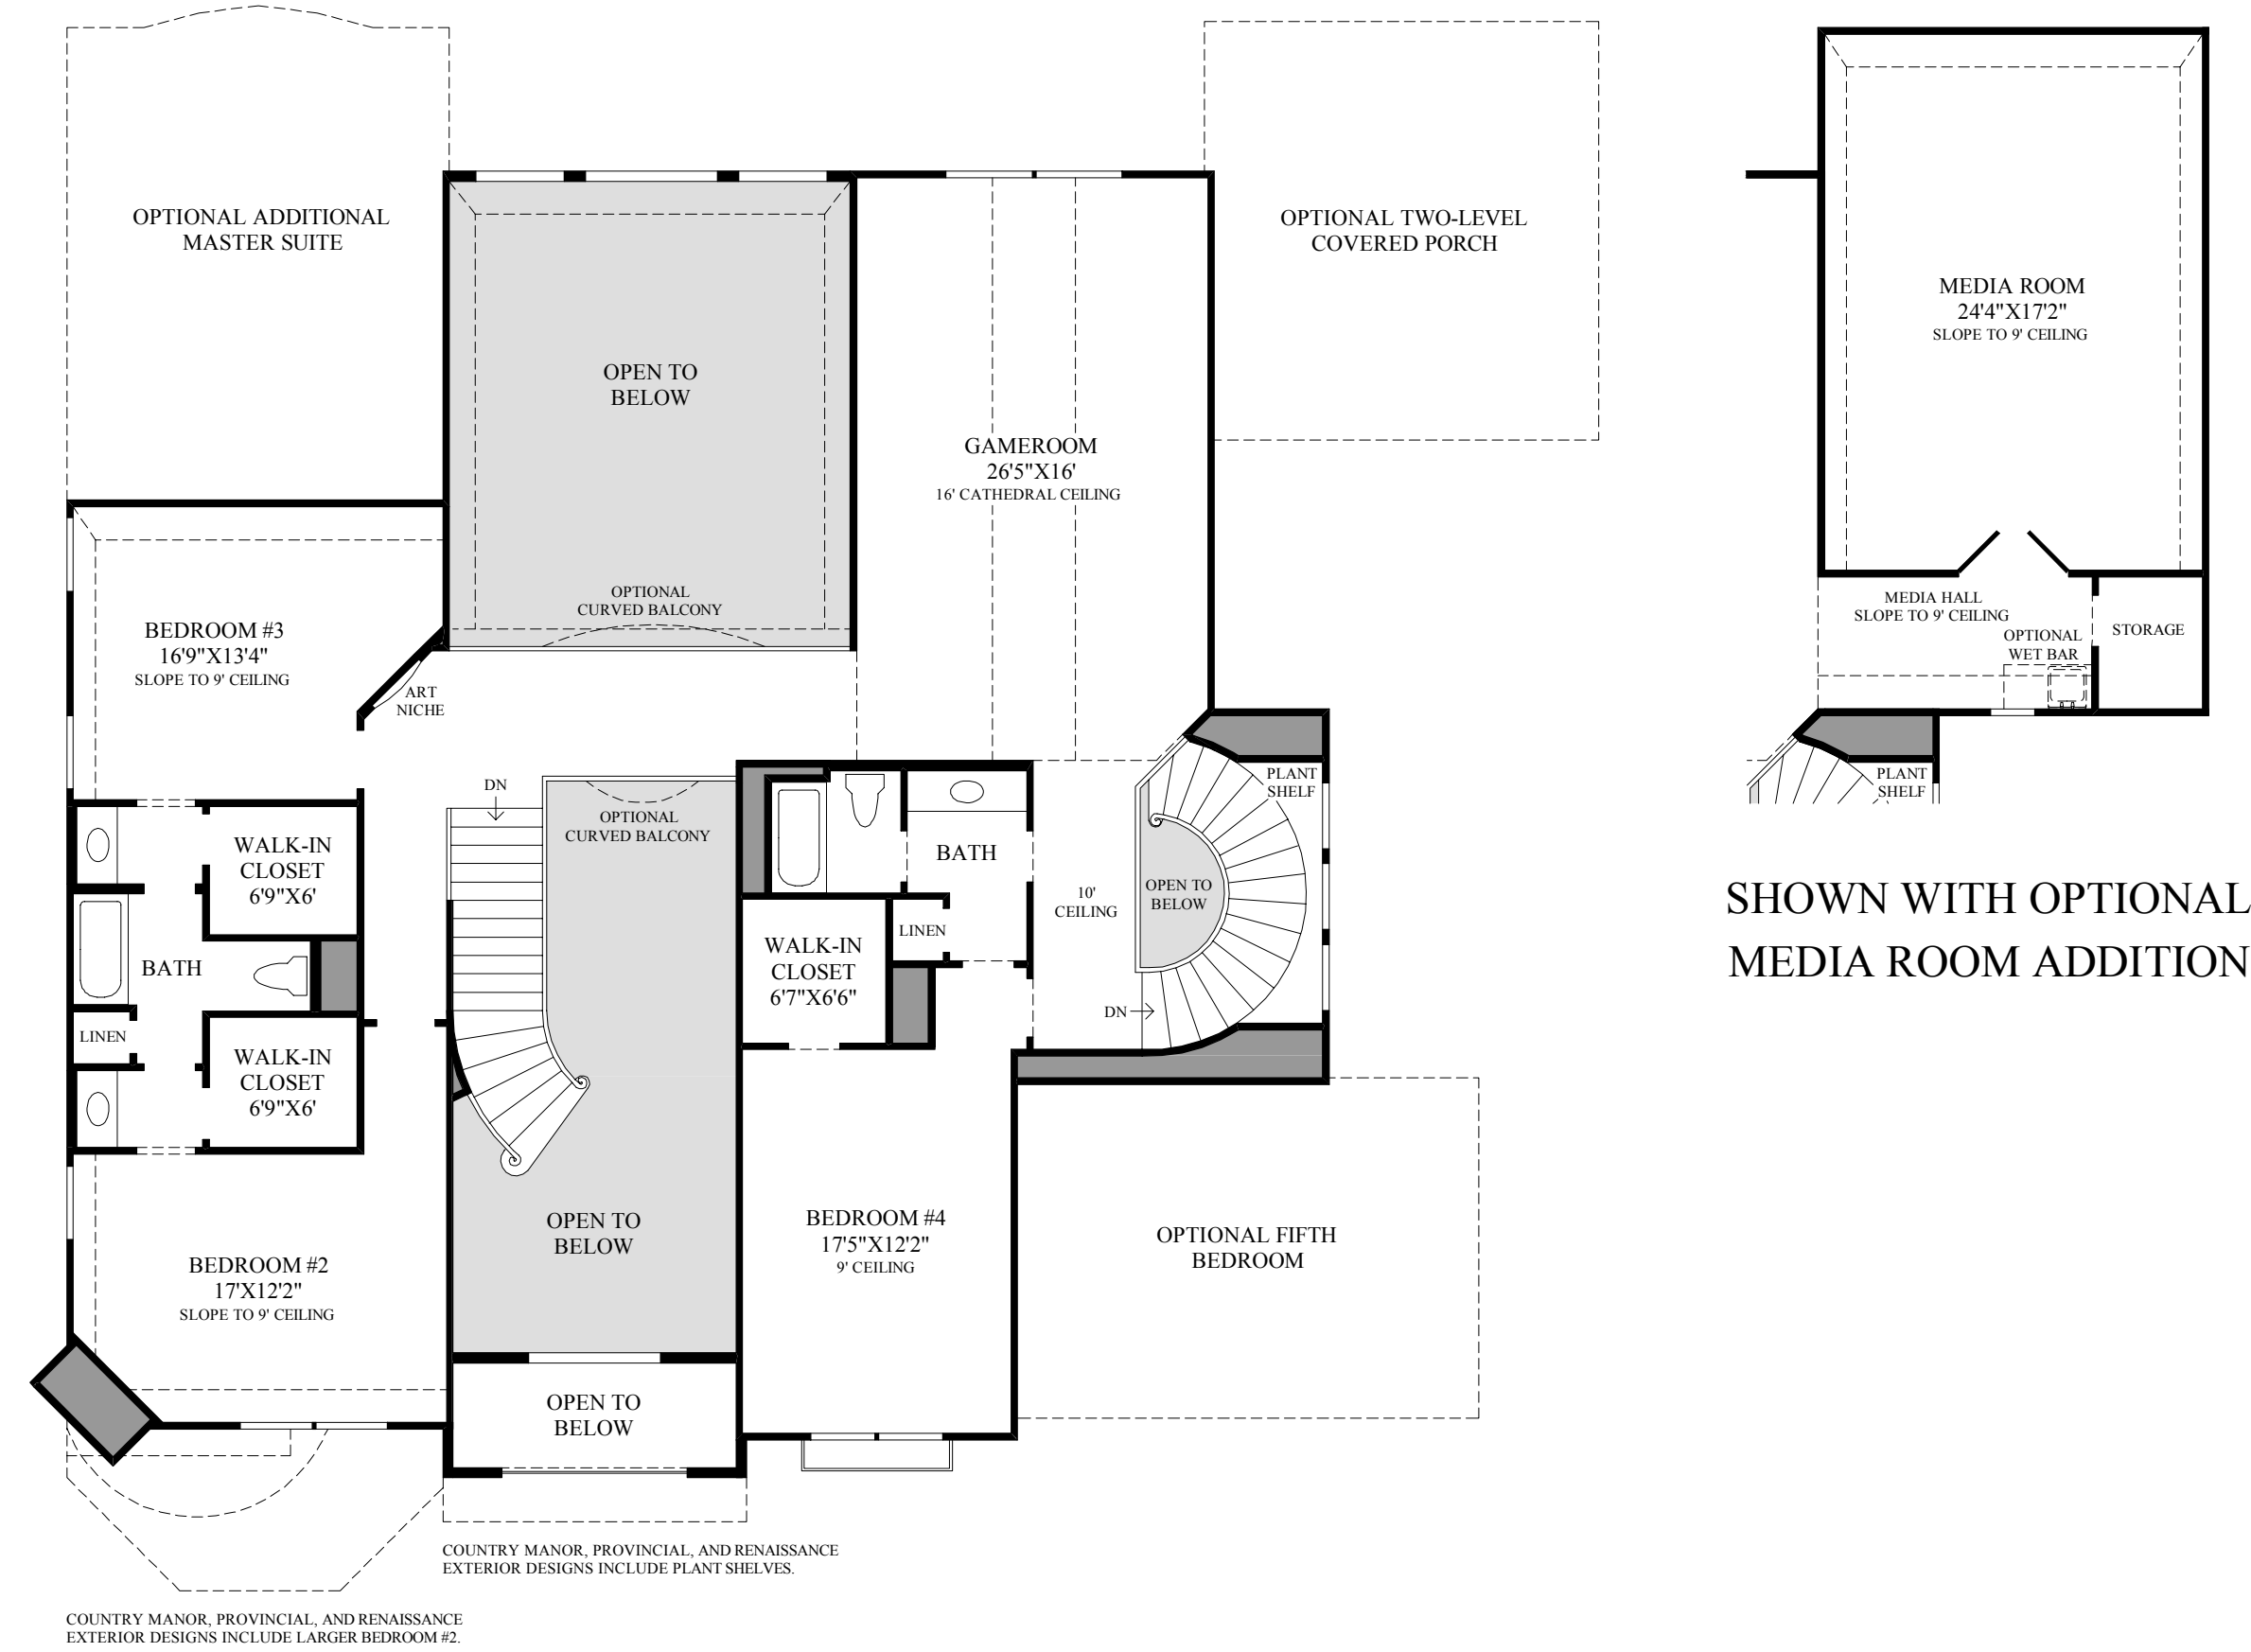 OPTIONAL ADDITIONAL
MASTER SUITE
OPEN TO
BELOW
OPTIONAL
CURVED BALCONY
GAMEROOM
26'5"X16'
16' CATHEDRAL CEILING
OPTIONAL TWO-LEVEL
COVERED PORCH
MEDIA ROOM
24'4"X17'2"
SLOPE TO 9' CEILING
MEDIA HALL
SLOPE TO 9' CEILING
OPTIONAL
WET BAR
STORAGE
PLANT
SHELF
SHOWN WITH OPTIONAL
MEDIA ROOM ADDITION
BEDROOM #3
16'9"X13'4"
SLOPE TO 9' CEILING
ART
NICHE
DN
OPTIONAL
CURVED BALCONY
WALK-IN
CLOSET
6'9"X6'
BATH
LINEN
WALK-IN
CLOSET
6'9"X6'
BATH
LINEN
WALK-IN
CLOSET
6'7"X6'6"
10'
CEILING
PLANT
SHELF
OPEN TO
BELOW
DN
BEDROOM #2
17'X12'2"
SLOPE TO 9' CEILING
OPEN TO
BELOW
OPEN TO
BELOW
BEDROOM #4
17'5"X12'2"
9' CEILING
OPTIONAL FIFTH
BEDROOM
COUNTRY MANOR, PROVINCIAL, AND RENAISSANCE
EXTERIOR DESIGNS INCLUDE PLANT SHELVES.
COUNTRY MANOR, PROVINCIAL, AND RENAISSANCE
EXTERIOR DESIGNS INCLUDE LARGER BEDROOM #2.